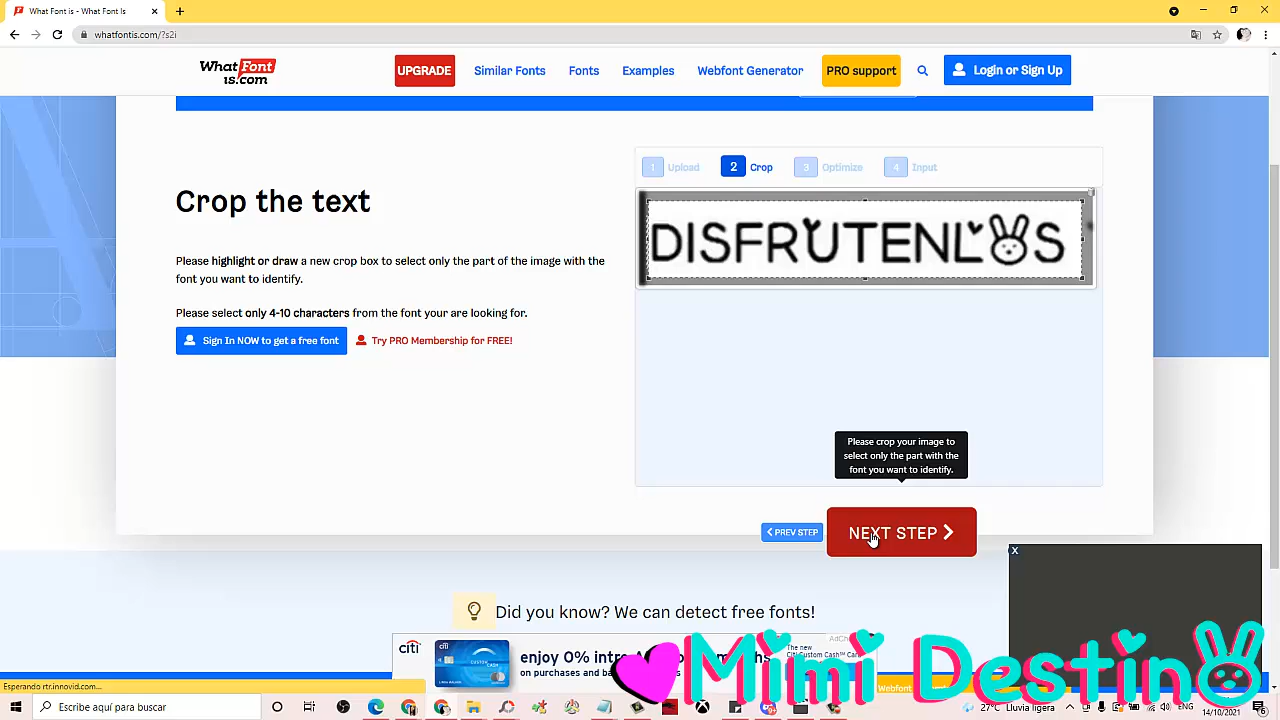 What Font is - What Font Is
whatfontis.com/?s2i
WhatFont
is.com
UPGRADE
Similar Fonts
Fonts
Examples
Webfont Generator
PRO support
Login or Sign Up
1 Upload
2 Crop
3 Optimize
4 Input
DISFRUTENLOS
Crop the text
Please highlight or draw a new crop box to select only the part of the image with the
font you want to identify.
Please select only 4-10 characters from the font your are looking for.
Sign In NOW to get a free font
Try PRO Membership for FREE!
Please crop your image to
select only the part with the
font you want to identify.
PREV STEP
NEXT STEP
X
Did you know? We can detect free fonts!
citi
enjoy 0% intro
on purchases and
The new
Citi Custom Cash℠ Card
Mimi Destino
Esperando rtr.innovid.com...
Webfont
Escribe aquí para buscar
27°C Lluvia ligera
ENG
10:05
14/10/2021